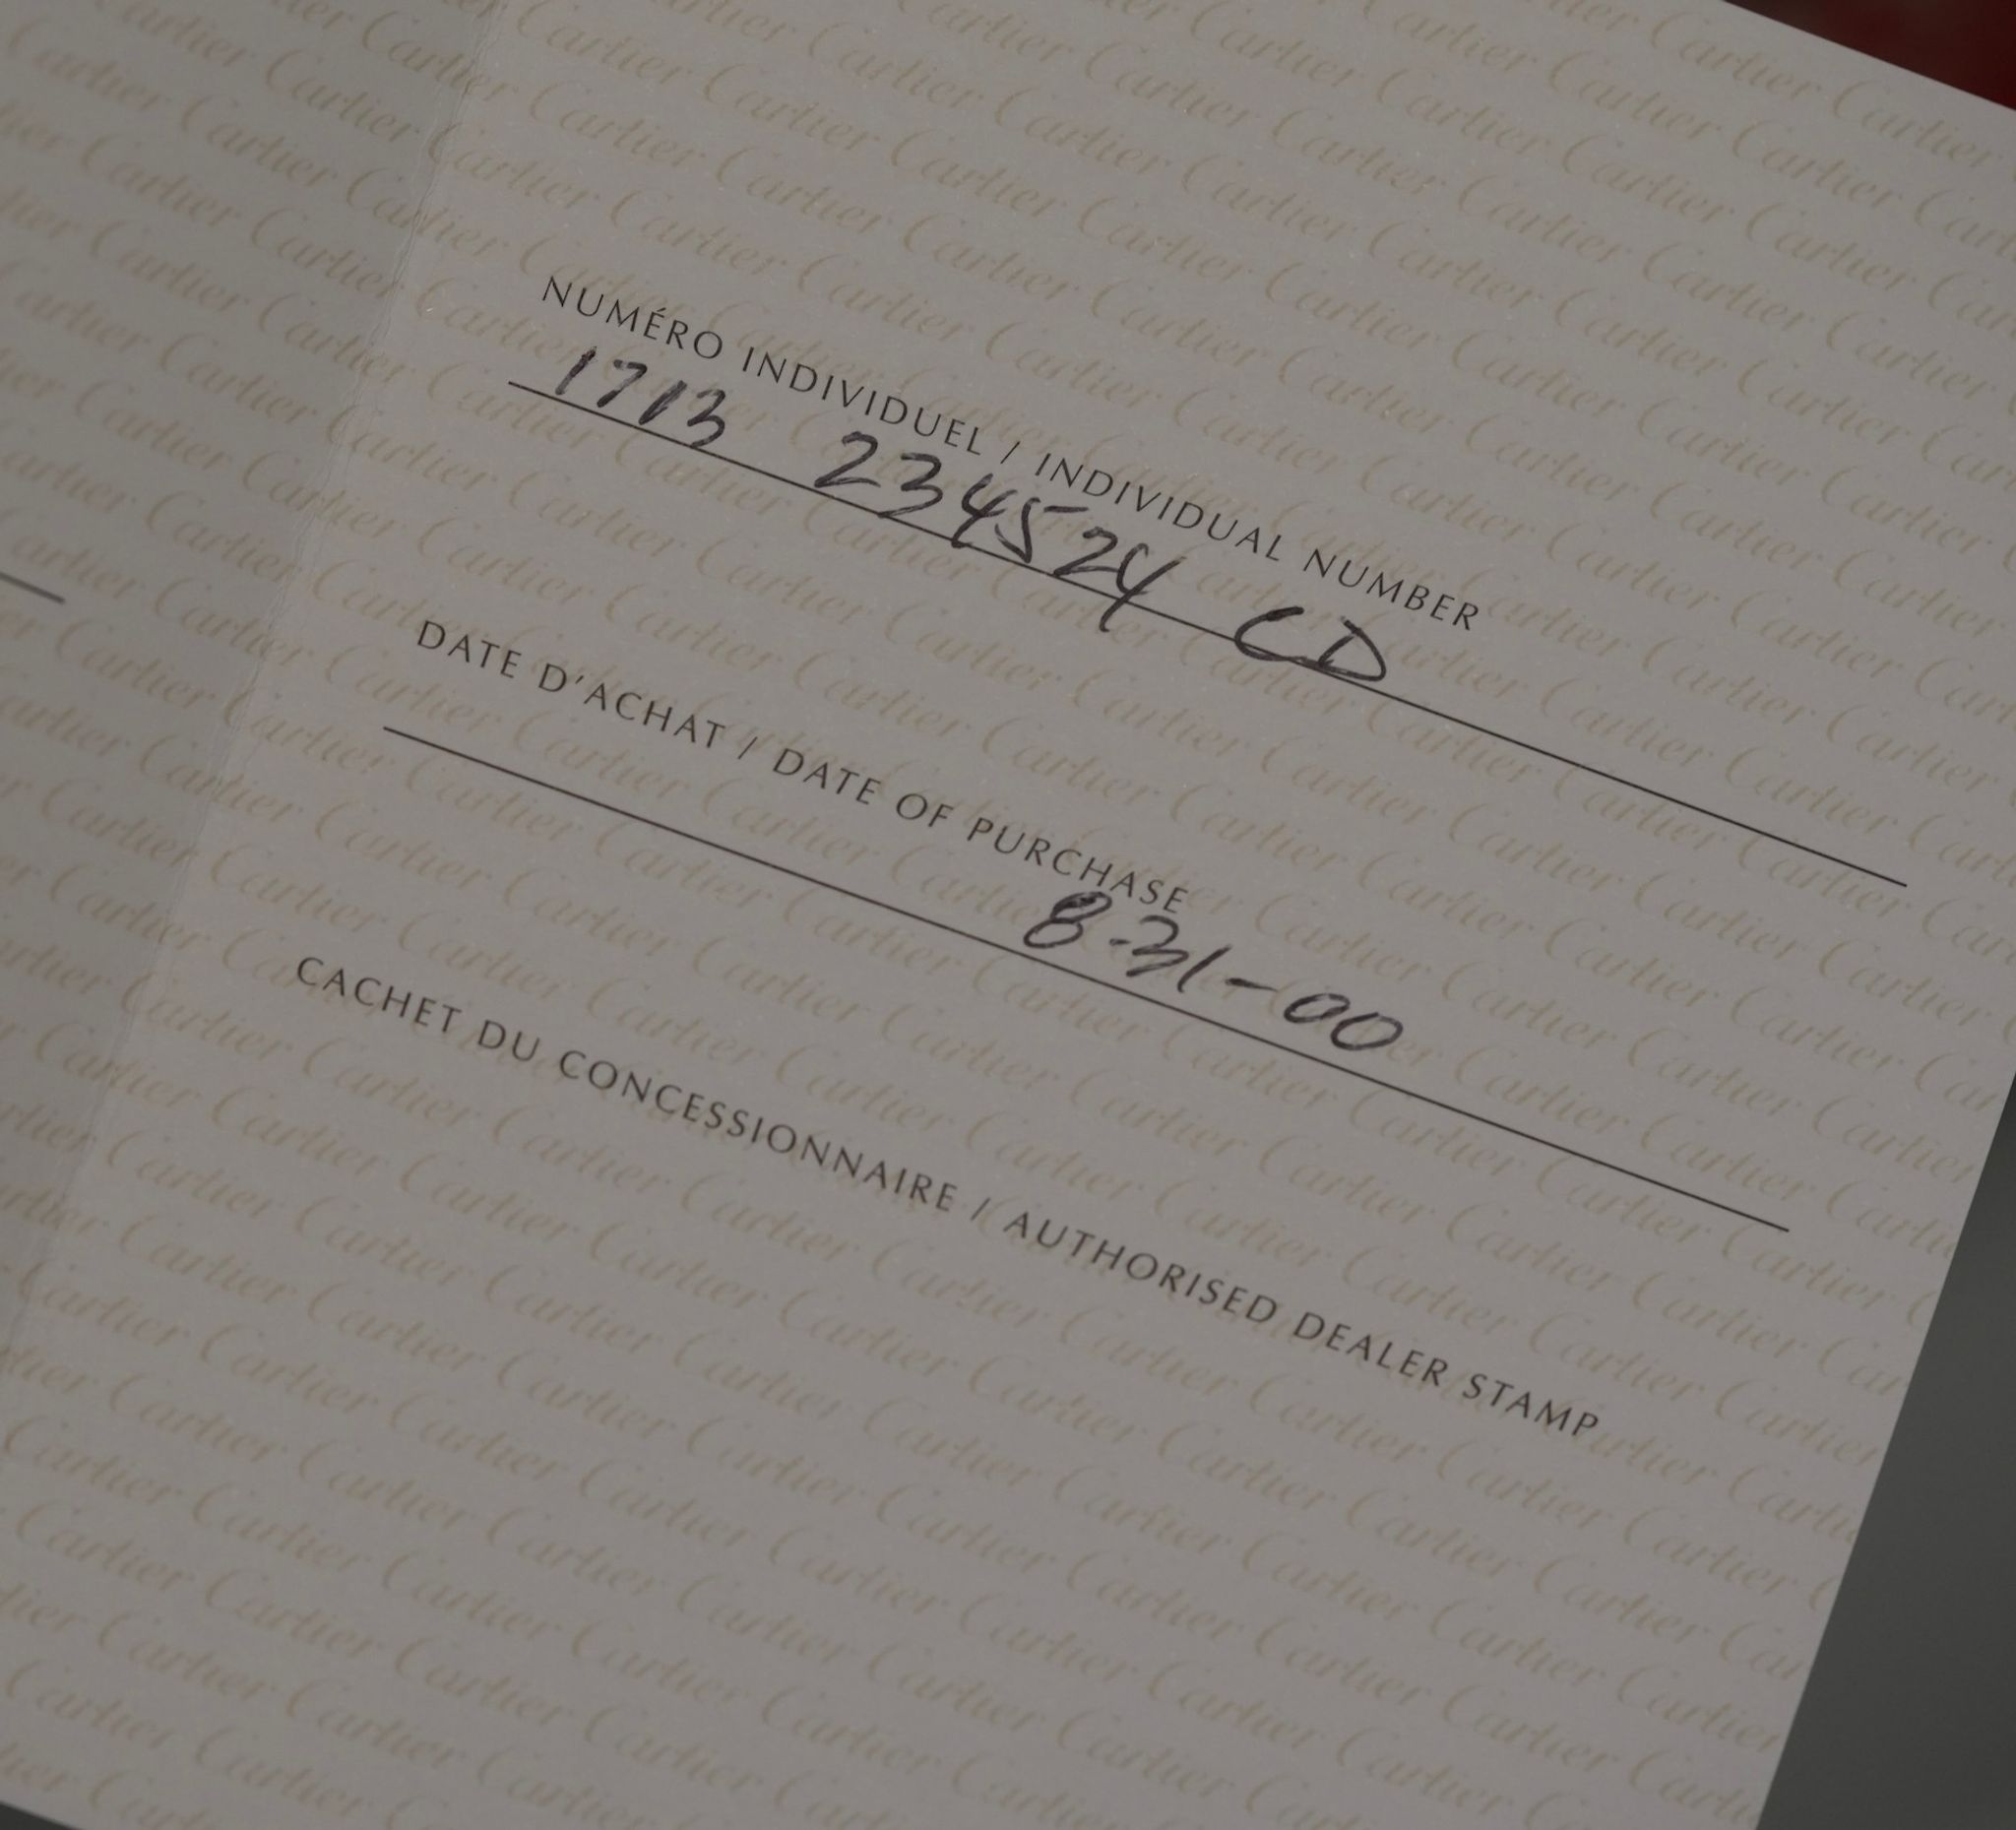 NUMÉRO INDIVIDUEL / INDIVIDUAL NUMBER
1713 234524 CD
DATE D'ACHAT / DATE OF PURCHASE
8-31-00
CACHET DU CONCESSIONNAIRE / AUTHORISED DEALER STAMP
Cartier